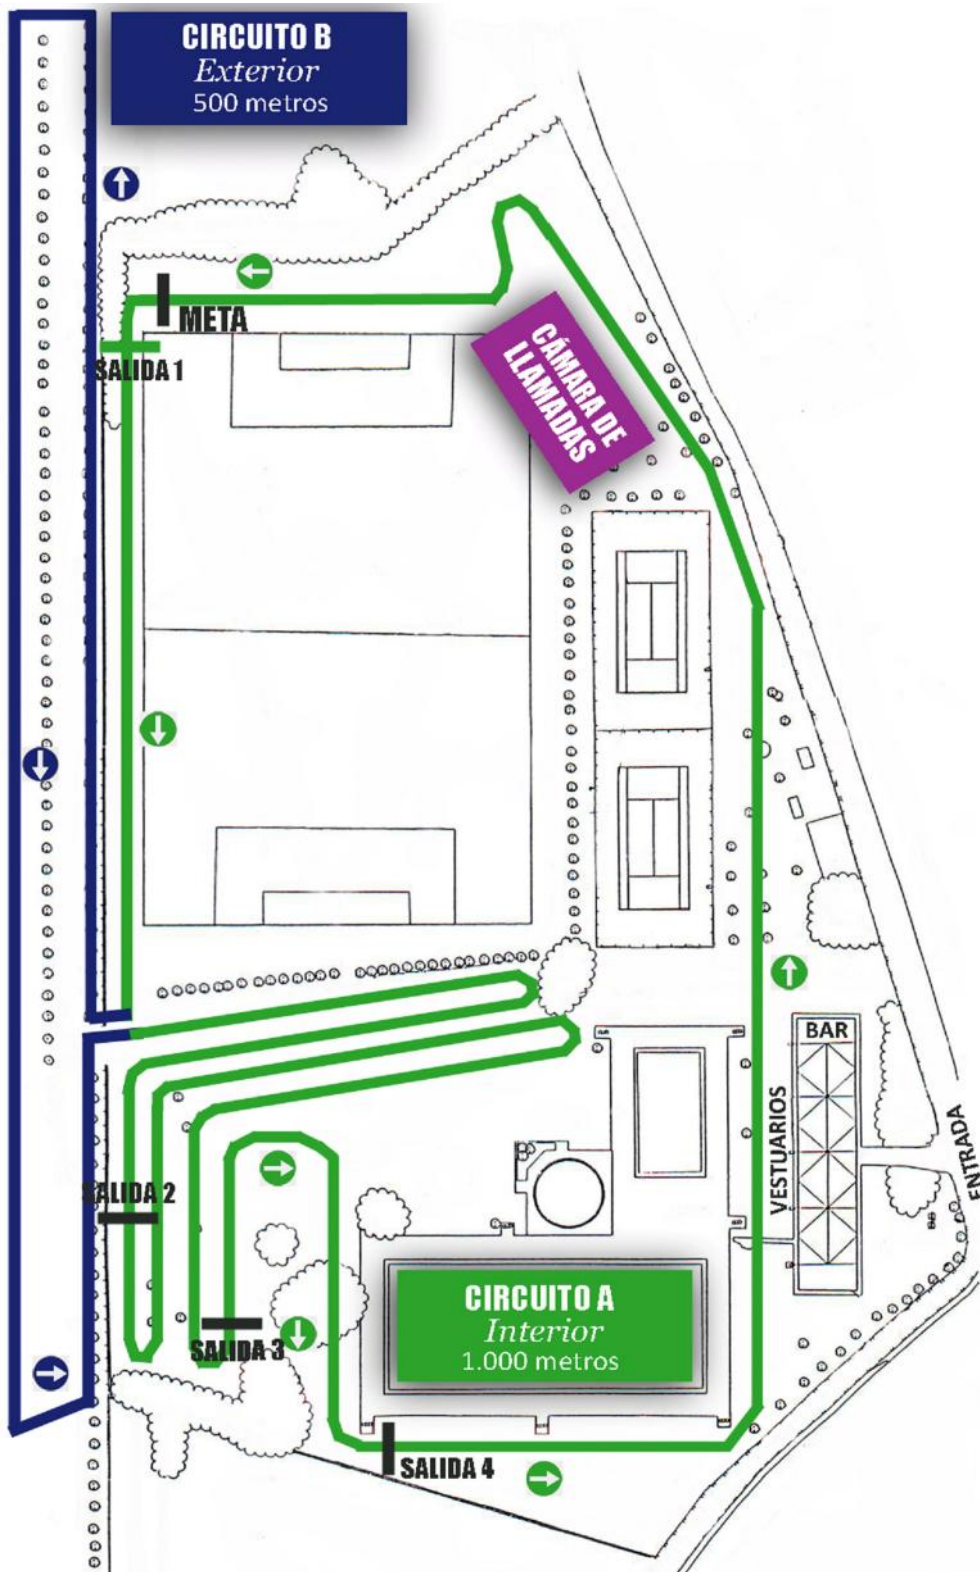 CIRCUITO B
Exterior
500 metros
META
SALIDA 1
CÁMARA DE
LLAMADAS
BAR
VESTUARIOS
ENTRADA
SALIDA 2
CIRCUITO A
Interior
1.000 metros
SALIDA 3
SALIDA 4